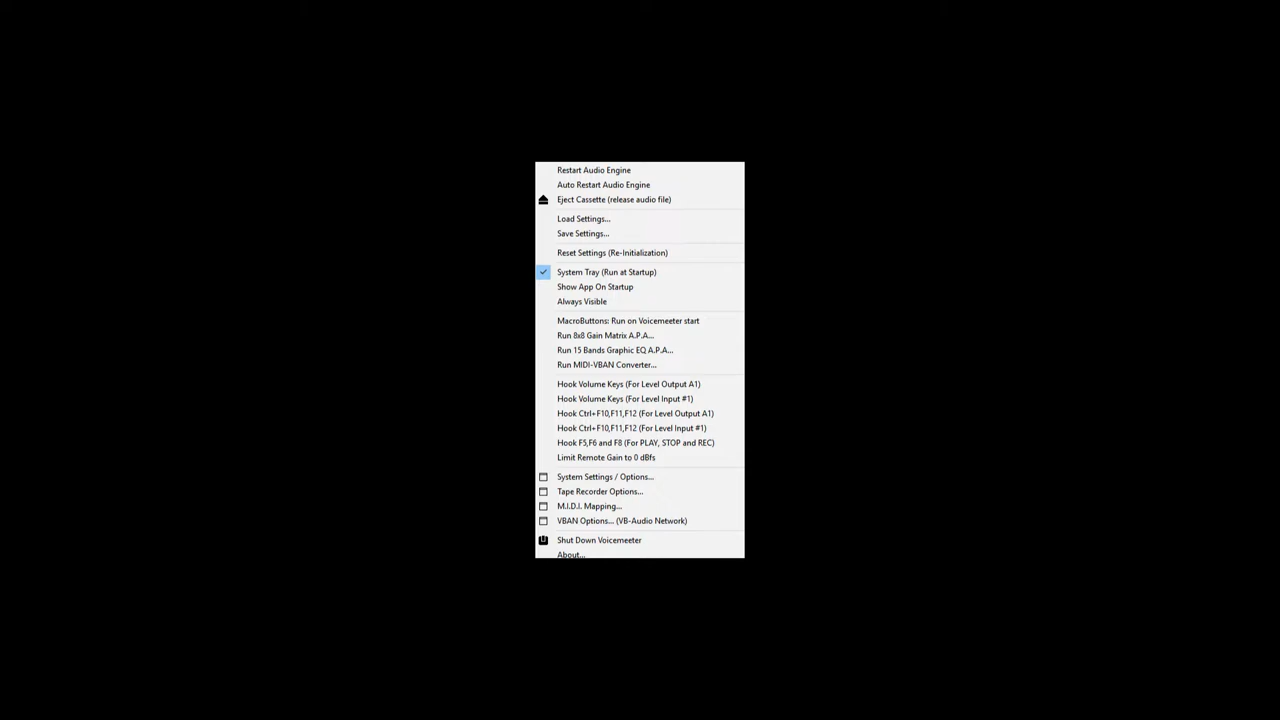 Restart Audio Engine
Auto Restart Audio Engine
Eject Cassette (release audio file)
Load Settings...
Save Settings...
Reset Settings (Re-Initialization)
System Tray (Run at Startup)
Show App On Startup
Always Visible
MacroButtons: Run on Voicemeeter start
Run 8x8 Gain Matrix A.P.A...
Run 15 Bands Graphic EQ A.P.A...
Run MIDI-VBAN Converter...
Hook Volume Keys (For Level Output A1)
Hook Volume Keys (For Level Input #1)
Hook Ctrl+F10,F11,F12 (For Level Output A1)
Hook Ctrl+F10,F11,F12 (For Level Input #1)
Hook F5,F6 and F8 (For PLAY, STOP and REC)
Limit Remote Gain to 0 dBfs
System Settings / Options...
Tape Recorder Options...
M.I.D.I. Mapping...
VBAN Options... (VB-Audio Network)
Shut Down Voicemeeter
About...